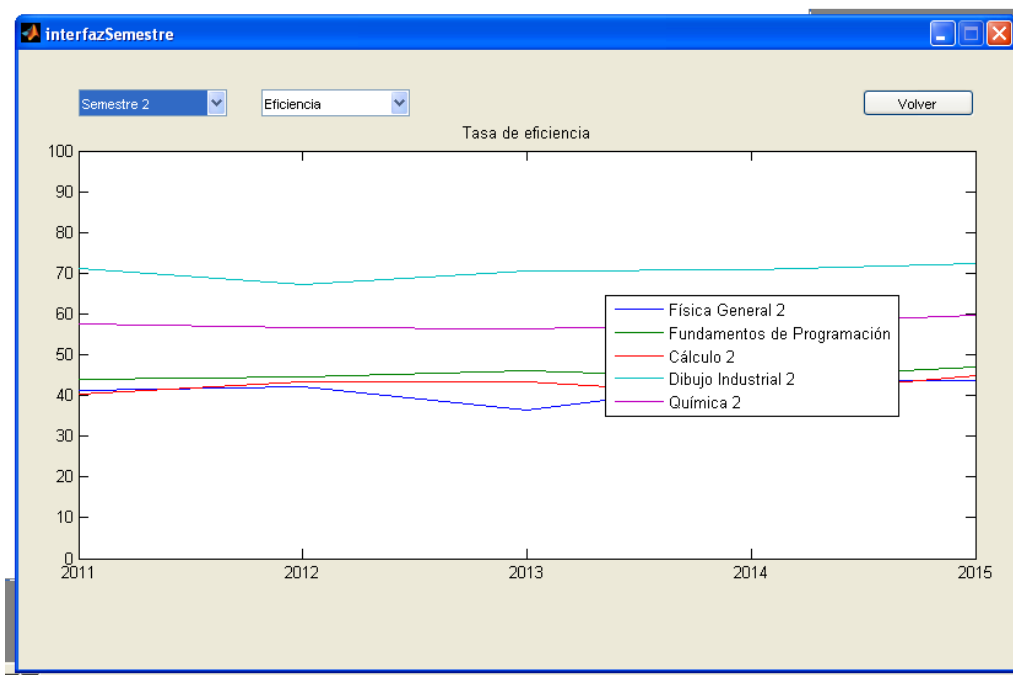 interfazSemestre
Semestre 2
Eficiencia
Volver
Tasa de eficiencia
100
90
80
70
60
50
40
30
20
10
0
Física General 2
Fundamentos de Programación
Cálculo 2
Dibujo Industrial 2
Química 2
2011
2012
2013
2014
2015